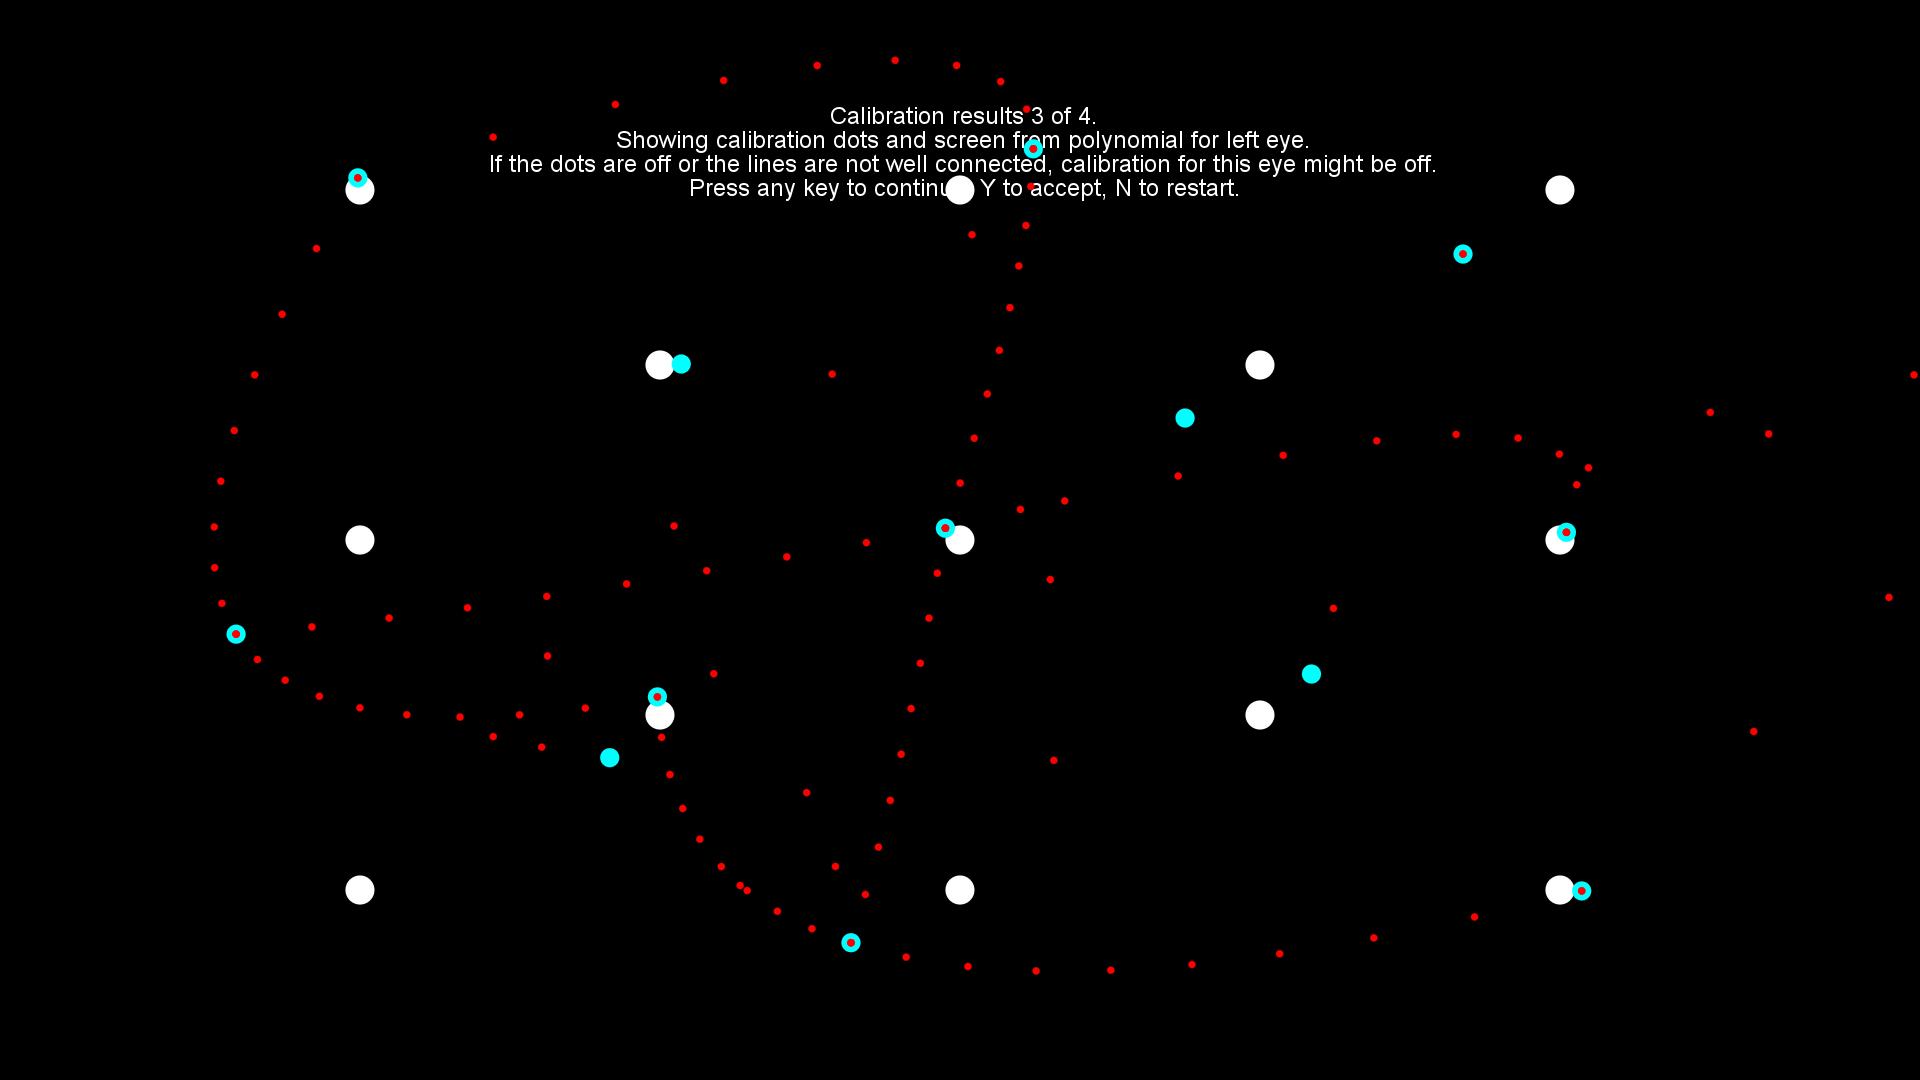 Calibration results 3 of 4.
Showing calibration dots and screen from polynomial for left eye.
If the dots are off or the lines are not well connected, calibration for this eye might be off.
Press any key to continue, Y to accept, N to restart.